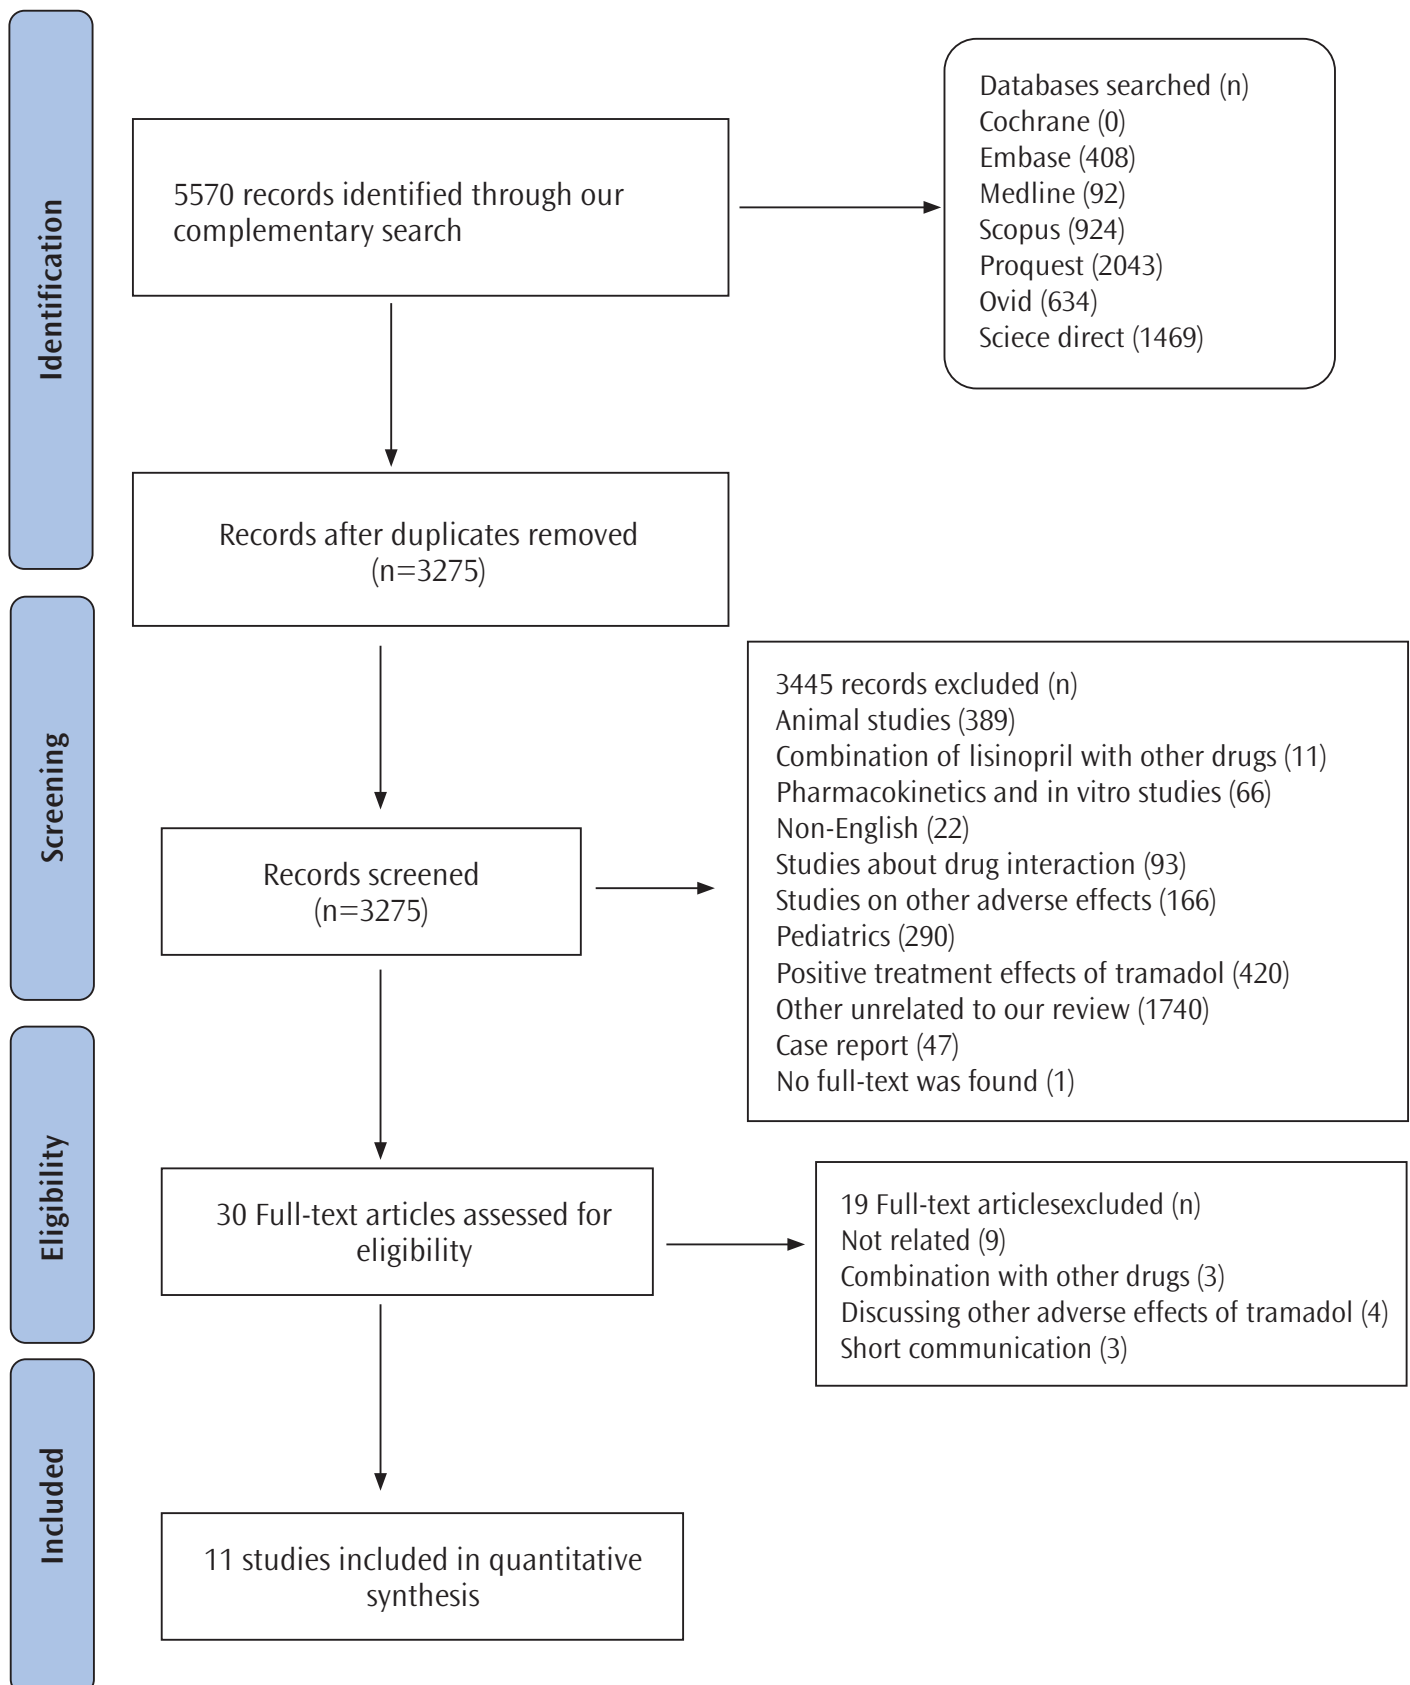 Identification
5570 records identified through our
complementary search
Databases searched (n)
Cochrane (0)
Embase (408)
Medline (92)
Scopus (924)
Proquest (2043)
Ovid (634)
Sciece direct (1469)
Records after duplicates removed
(n=3275)
Screening
Records screened
(n=3275)
3445 records excluded (n)
Animal studies (389)
Combination of lisinopril with other drugs (11)
Pharmacokinetics and in vitro studies (66)
Non-English (22)
Studies about drug interaction (93)
Studies on other adverse effects (166)
Pediatrics (290)
Positive treatment effects of tramadol (420)
Other unrelated to our review (1740)
Case report (47)
No full-text was found (1)
Eligibility
30 Full-text articles assessed for
eligibility
19 Full-text articlesexcluded (n)
Not related (9)
Combination with other drugs (3)
Discussing other adverse effects of tramadol (4)
Short communication (3)
Included
11 studies included in quantitative
synthesis